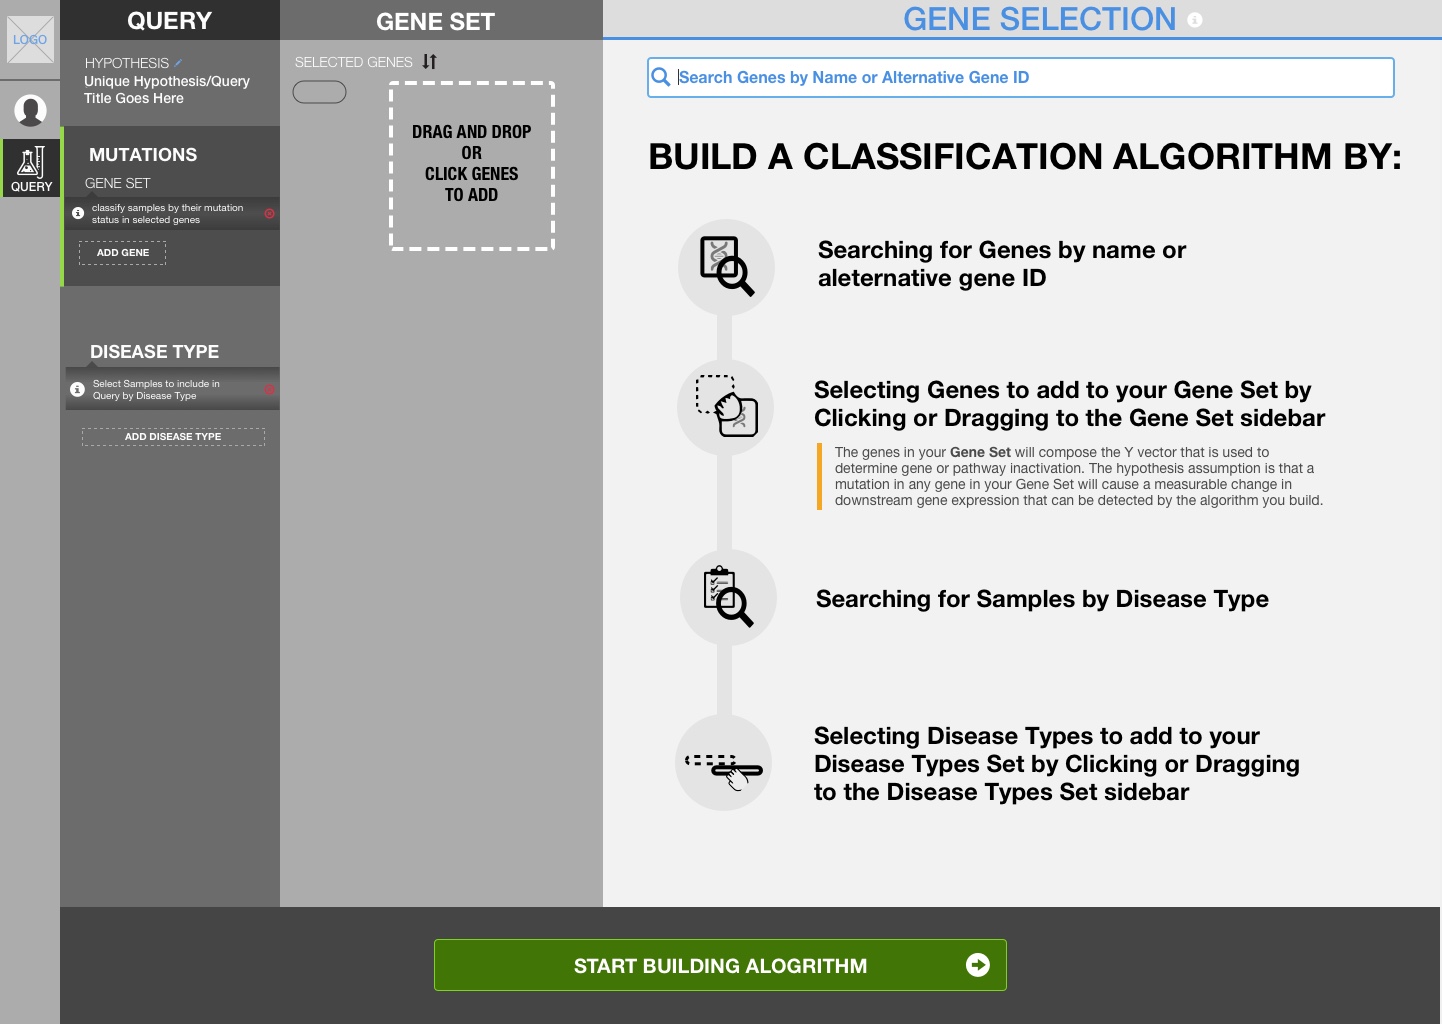 LOGO
QUERY
QUERY
HYPOTHESIS
Unique Hypothesis/Query
Title Goes Here
MUTATIONS
GENE SET
classify samples by their mutation
status in selected genes
ADD GENE
DISEASE TYPE
Select Samples to include in
Query by Disease Type
ADD DISEASE TYPE
GENE SET
SELECTED GENES
DRAG AND DROP
OR
CLICK GENES
TO ADD
GENE SELECTION
Search Genes by Name or Alternative Gene ID
BUILD A CLASSIFICATION ALGORITHM BY:
Searching for Genes by name or
aleternative gene ID
Selecting Genes to add to your Gene Set by
Clicking or Dragging to the Gene Set sidebar
The genes in your Gene Set will compose the Y vector that is used to
determine gene or pathway inactivation. The hypothesis assumption is that a
mutation in any gene in your Gene Set will cause a measurable change in
downstream gene expression that can be detected by the algorithm you build.
Searching for Samples by Disease Type
Selecting Disease Types to add to your
Disease Types Set by Clicking or Dragging
to the Disease Types Set sidebar
START BUILDING ALOGRITHM